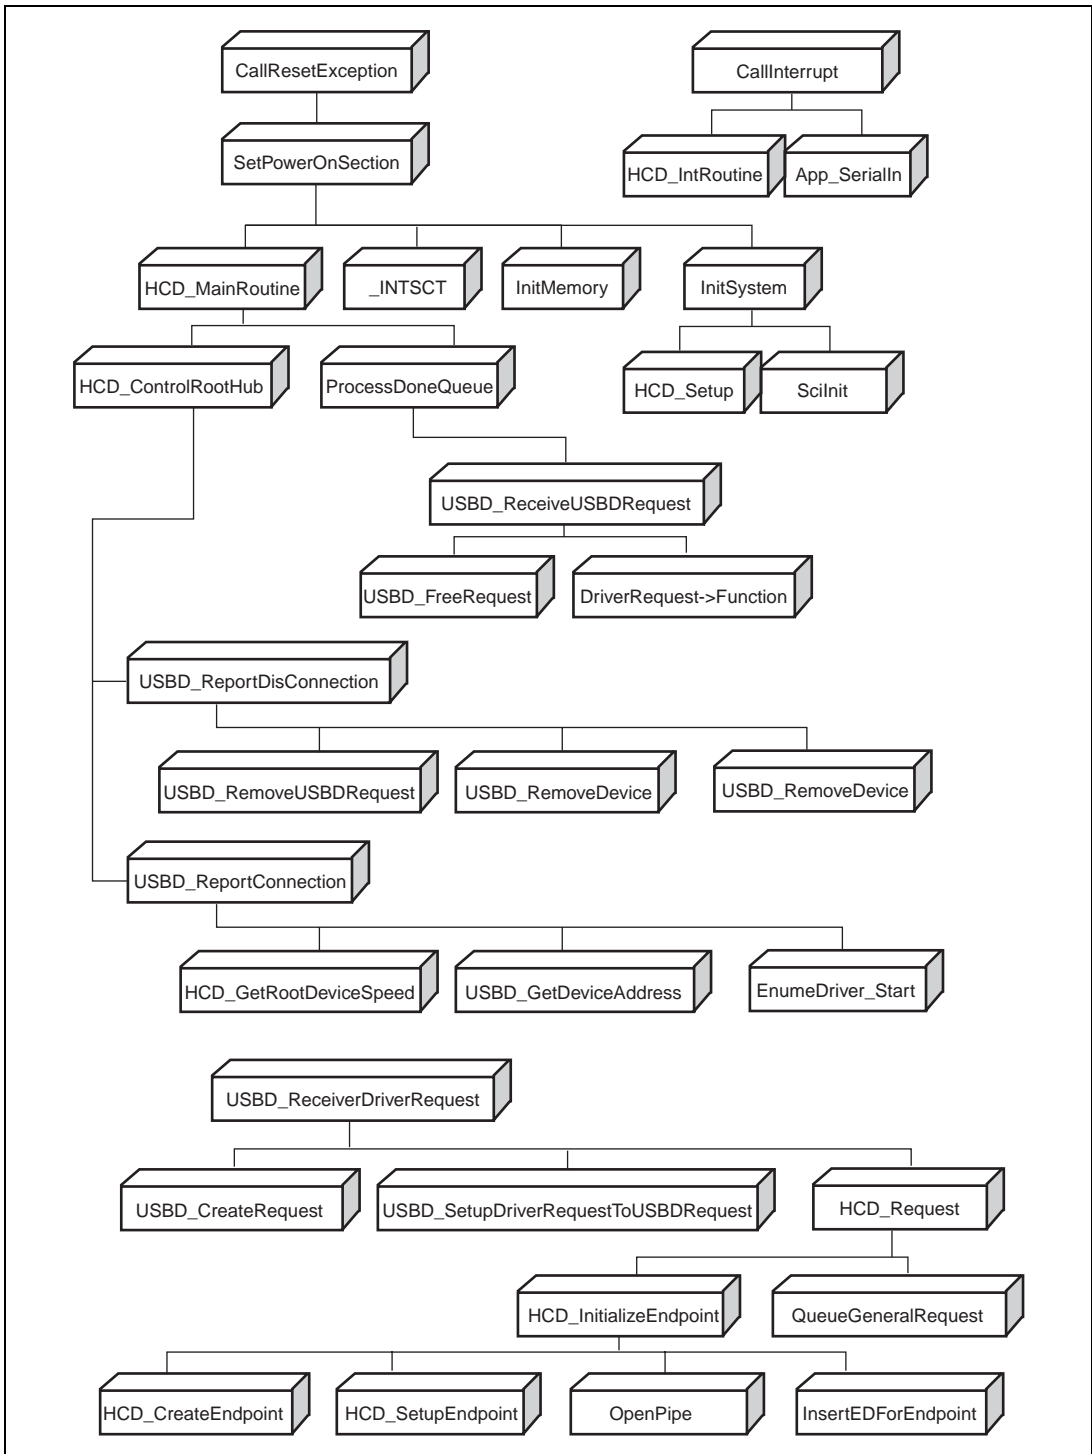 CallResetException
CallInterrupt
SetPowerOnSection
HCD_IntRoutine
App_SerialIn
HCD_MainRoutine
_INTSCT
InitMemory
InitSystem
HCD_ControlRootHub
ProcessDoneQueue
HCD_Setup
SciInit
USBD_ReceiveUSBDRequest
USBD_FreeRequest
DriverRequest->Function
USBD_ReportDisConnection
USBD_RemoveUSBDRequest
USBD_RemoveDevice
USBD_RemoveDevice
USBD_ReportConnection
HCD_GetRootDeviceSpeed
USBD_GetDeviceAddress
EnumeDriver_Start
USBD_ReceiverDriverRequest
USBD_CreateRequest
USBD_SetupDriverRequestToUSBDRequest
HCD_Request
HCD_InitializeEndpoint
QueueGeneralRequest
HCD_CreateEndpoint
HCD_SetupEndpoint
OpenPipe
InsertEDForEndpoint